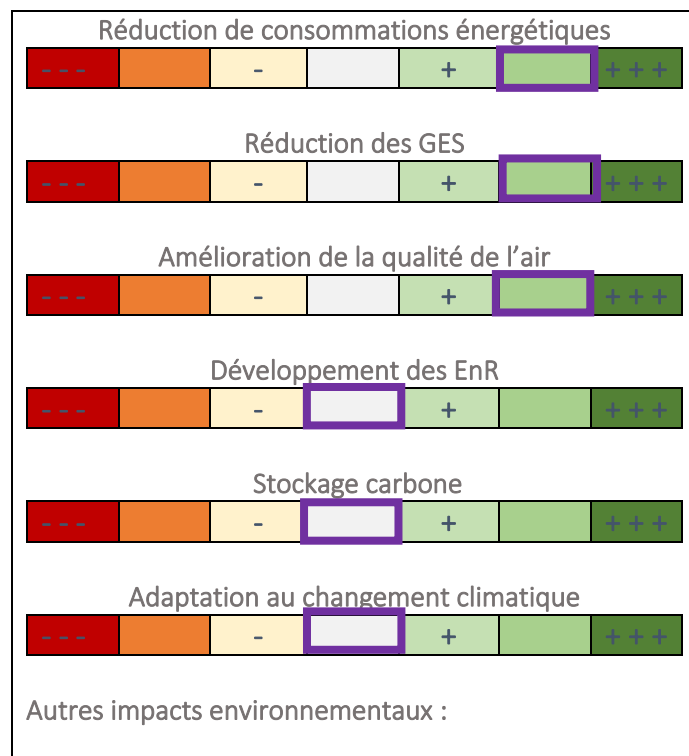 Réduction de consommations énergétiques
- - - - + + + +
Réduction des GES
- - - - + + + +
Amélioration de la qualité de l’air
- - - - + + + +
Développement des EnR
- - - - + + + +
Stockage carbone
- - - - + + + +
Adaptation au changement climatique
- - - - + + + +
Autres impacts environnementaux :